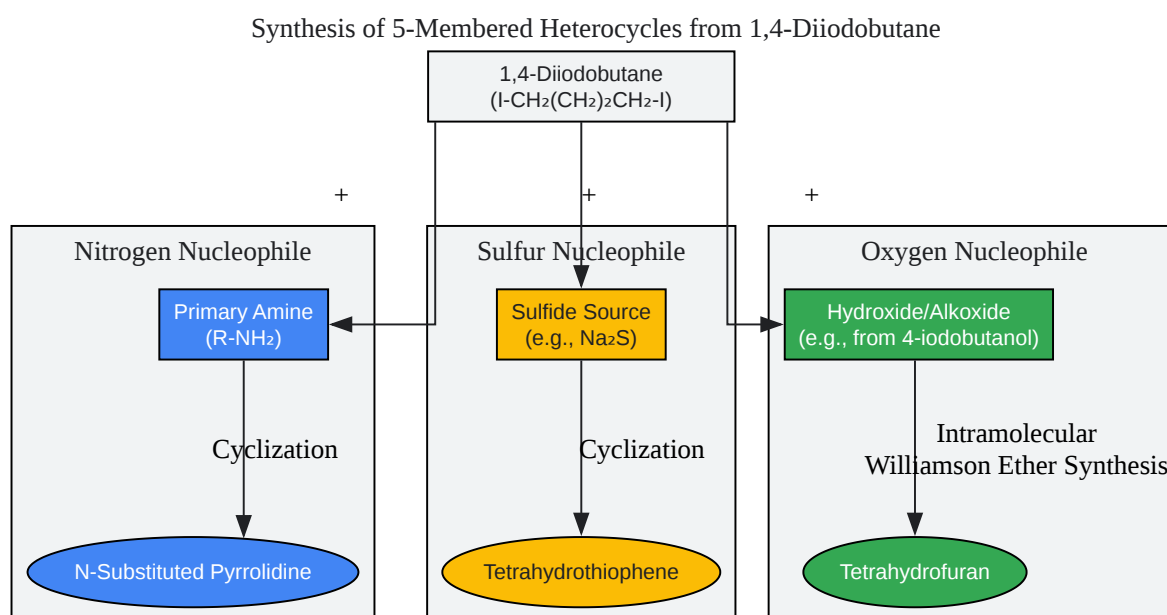 Synthesis of 5-Membered Heterocycles from 1,4-Diiodobutane
1,4-Diiodobutane
(I-CH₂(CH₂)₂CH₂-I)
+
+
+
Nitrogen Nucleophile
Primary Amine
(R-NH₂)
Cyclization
N-Substituted Pyrrolidine
Sulfur Nucleophile
Sulfide Source
(e.g., Na₂S)
Cyclization
Tetrahydrothiophene
Oxygen Nucleophile
Hydroxide/Alkoxide
(e.g., from 4-iodobutanol)
Intramolecular
Williamson Ether Synthesis
Tetrahydrofuran